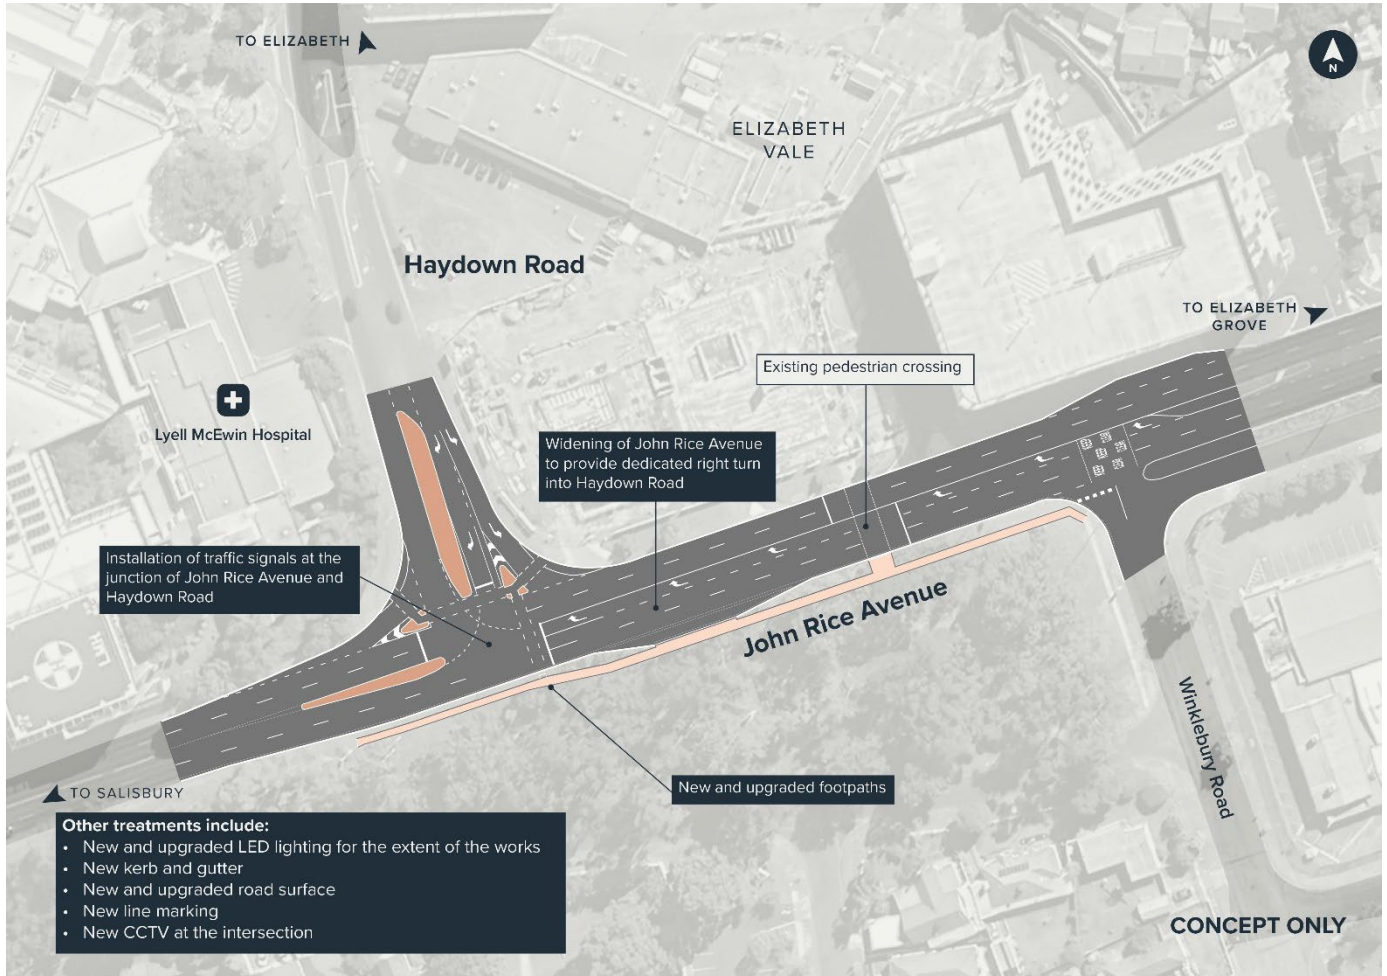 TO ELIZABETH
N
ELIZABETH
VALE
Haydown Road
TO ELIZABETH
GROVE
Existing pedestrian crossing
Lyell McEwin Hospital
Widening of John Rice Avenue
to provide dedicated right turn
into Haydown Road
Installation of traffic signals at the
junction of John Rice Avenue and
Haydown Road
John Rice Avenue
Winklebury Road
New and upgraded footpaths
TO SALISBURY
Other treatments include:
• New and upgraded LED lighting for the extent of the works
• New kerb and gutter
• New and upgraded road surface
• New line marking
• New CCTV at the intersection
CONCEPT ONLY